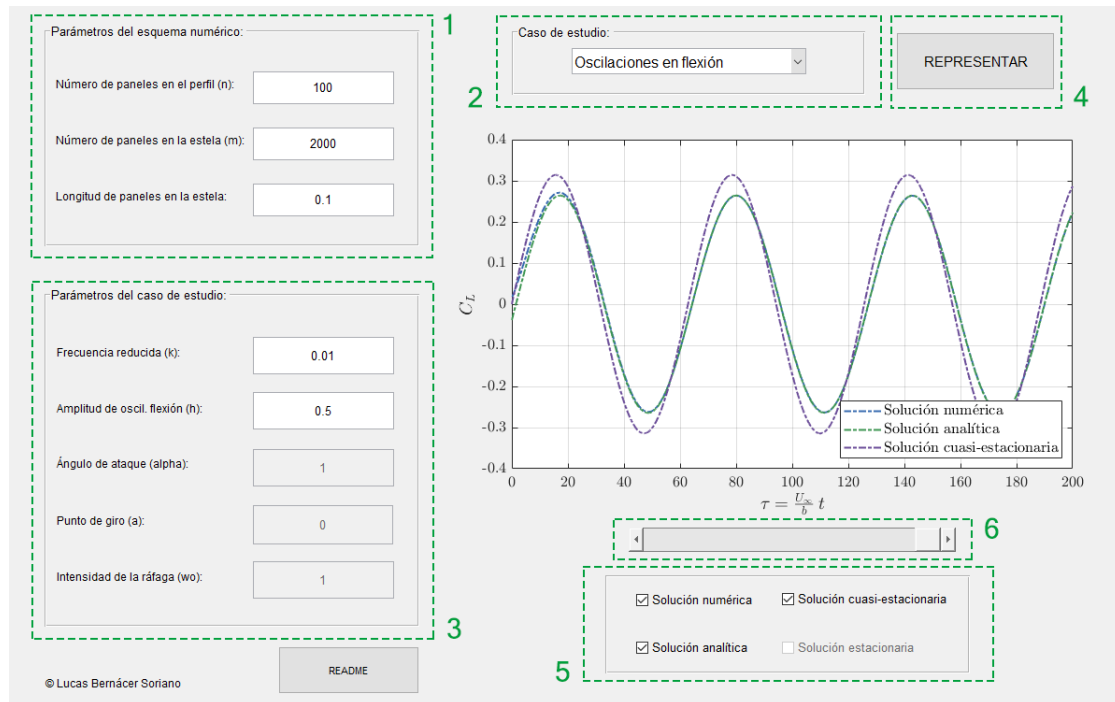 Parámetros del esquema numérico:
1
Número de paneles en el perfil (n):
100
Número de paneles en la estela (m):
2000
Longitud de paneles en la estela:
0.1
Caso de estudio:
Oscilaciones en flexión
2
REPRESENTAR
4
Parámetros del caso de estudio:
Frecuencia reducida (k):
0.01
Amplitud de oscil. flexión (h):
0.5
Ángulo de ataque (alpha):
1
Punto de giro (a):
0
Intensidad de la ráfaga (wo):
1
3
0.4
0.3
0.2
0.1
0
-0.1
-0.2
-0.3
-0.4
C_L
Solución numérica
Solución analítica
Solución cuasi-estacionaria
0 20 40 60 80 100 120 140 160 180 200
τ = U∞/b t
6
Solución numérica
Solución cuasi-estacionaria
Solución analítica
Solución estacionaria
5
README
© Lucas Bernácer Soriano